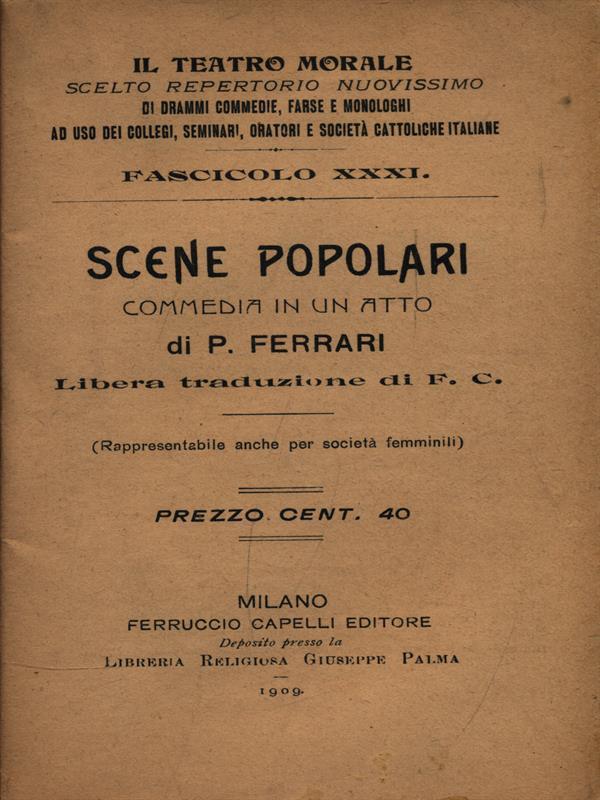 IL TEATRO MORALE
SCELTO REPERTORIO NUOVISSIMO
DI DRAMMI COMMEDIE, FARSE E MONOLOGHI
AD USO DEI COLLEGI, SEMINARI, ORATORI E SOCIETÀ CATTOLICHE ITALIANE
FASCICOLO XXXI.
SCENE POPOLARI
COMMEDIA IN UN ATTO
di P. FERRARI
Libera traduzione di F. C.
(Rappresentabile anche per società femminili)
PREZZO CENT. 40
MILANO
FERRUCCIO CAPELLI EDITORE
Deposito presso la
LIBRERIA RELIGIOSA GIUSEPPE PALMA
1909.